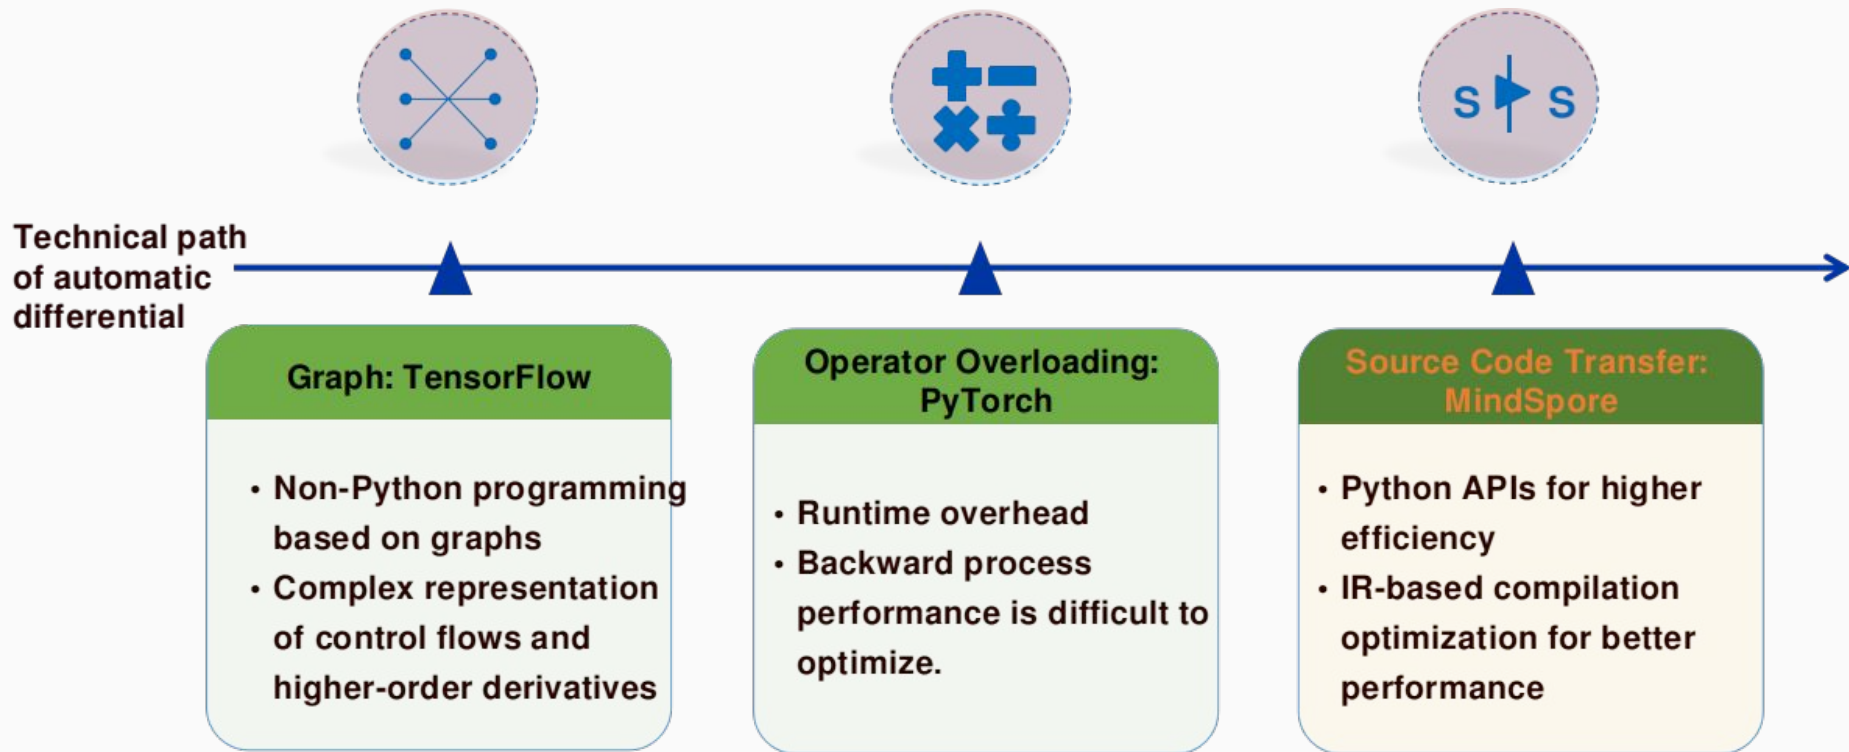 S S
Technical path
of automatic
differential
Graph: TensorFlow
• Non-Python programming
based on graphs
• Complex representation
of control flows and
higher-order derivatives
Operator Overloading:
PyTorch
• Runtime overhead
• Backward process
performance is difficult to
optimize.
Source Code Transfer:
MindSpore
• Python APIs for higher
efficiency
• IR-based compilation
optimization for better
performance